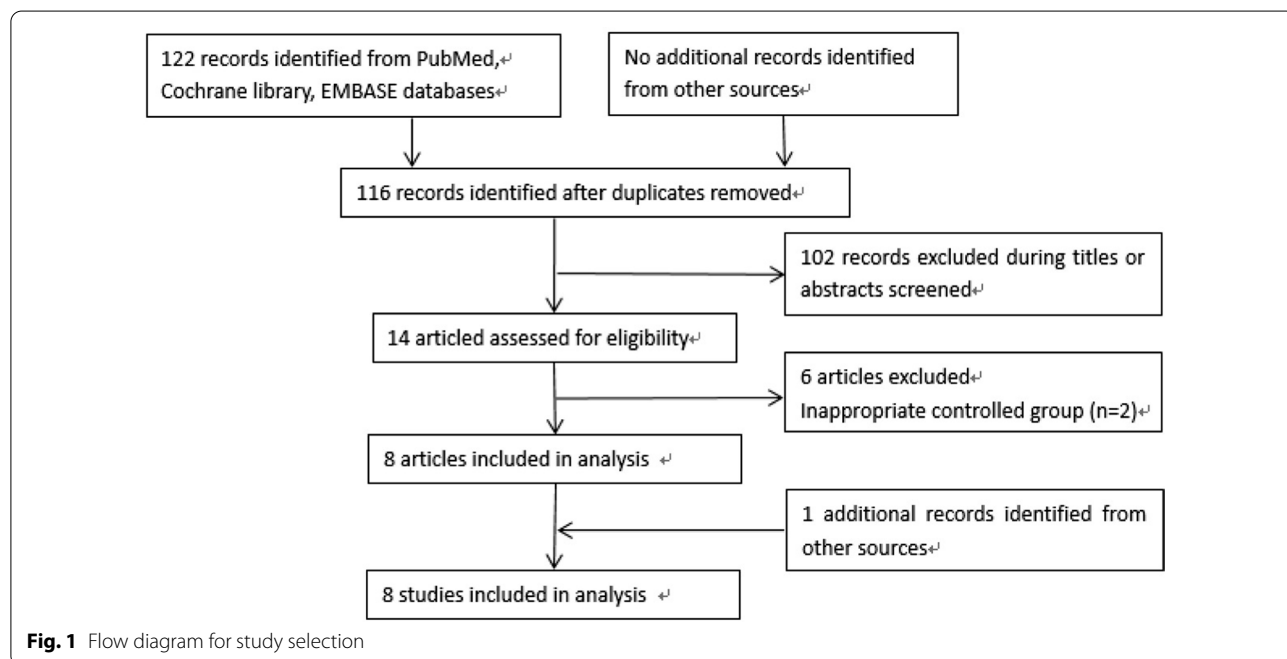 122 records identified from PubMed,↵
Cochrane library, EMBASE databases↵
No additional records identified
from other sources↵
116 records identified after duplicates removed↵
102 records excluded during titles or
abstracts screened↵
14 articled assessed for eligibility↵
6 articles excluded↵
Inappropriate controlled group (n=2)↵
8 articles included in analysis ↵
1 additional records identified from
other sources↵
8 studies included in analysis ↵
Fig. 1 Flow diagram for study selection